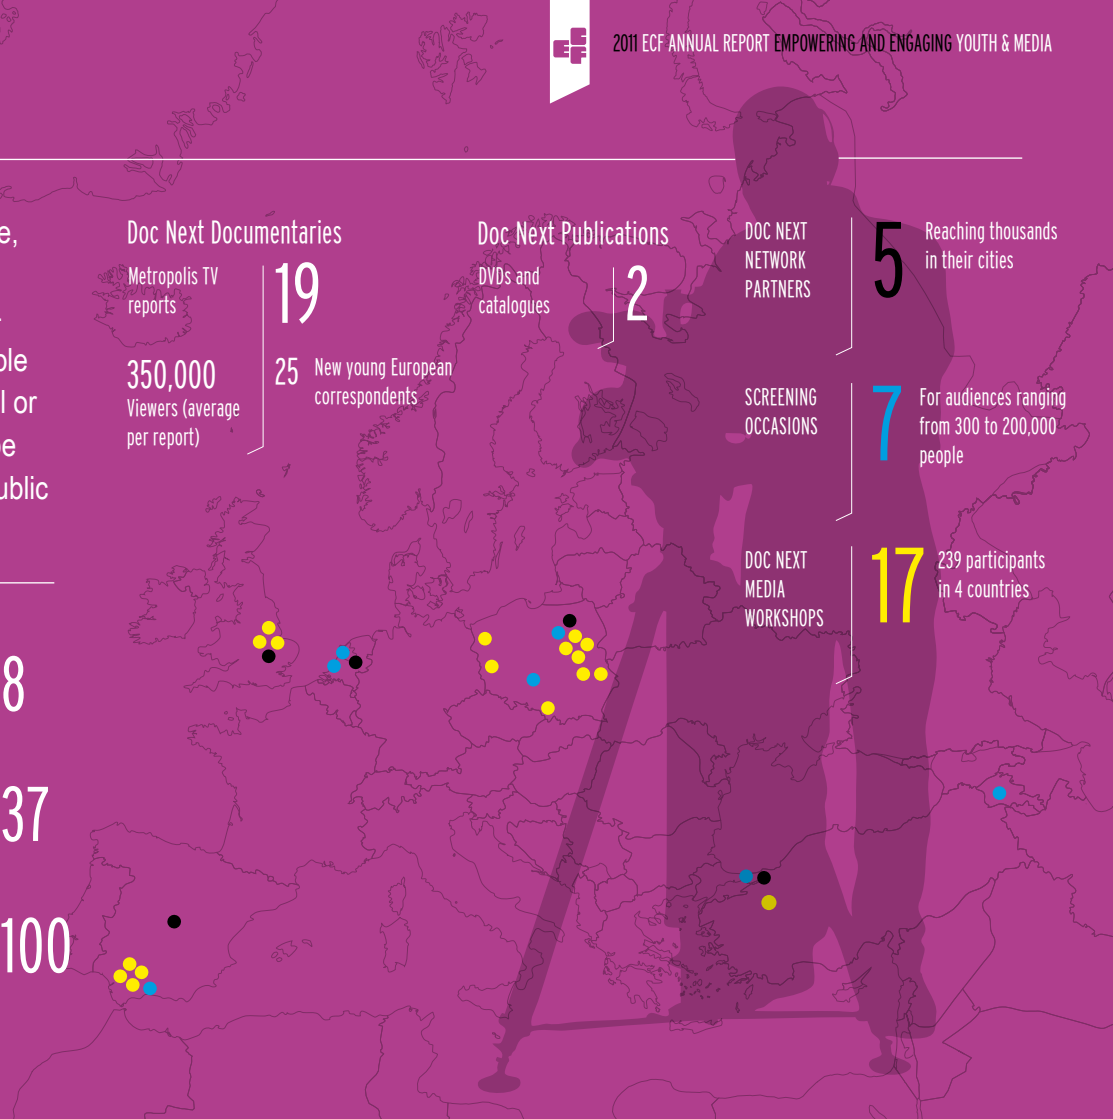 ECF
2011 ECF ANNUAL REPORT EMPOWERING AND ENGAGING YOUTH & MEDIA
e,
ole
l or
be
ublic
8
37
100
Doc Next Documentaries
Metropolis TV
reports
19
350,000
Viewers (average
per report)
25 New young European
correspondents
Doc Next Publications
DVDs and
catalogues
2
DOC NEXT
NETWORK
PARTNERS
5
Reaching thousands
in their cities
SCREENING
OCCASIONS
7
For audiences ranging
from 300 to 200,000
people
DOC NEXT
MEDIA
WORKSHOPS
17
239 participants
in 4 countries